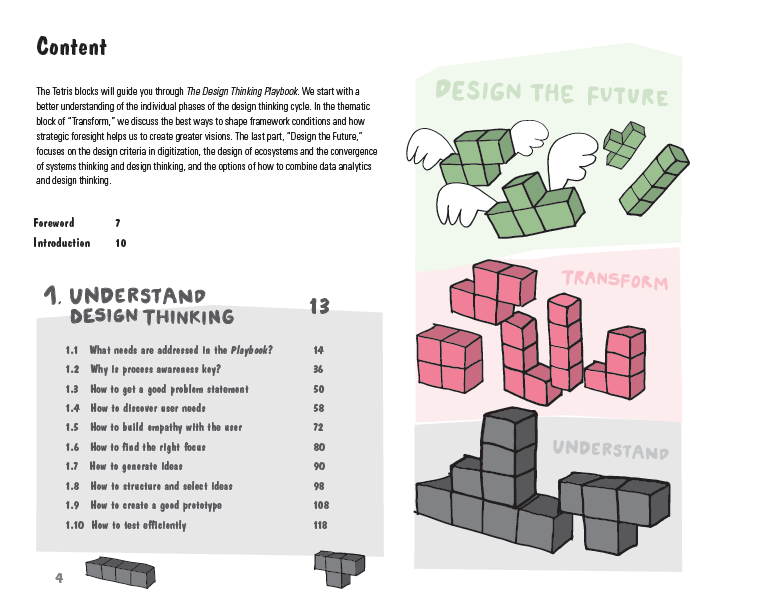 Content
The Tetris blocks will guide you through The Design Thinking Playbook. We start with a
better understanding of the individual phases of the design thinking cycle. In the thematic
block of "Transform," we discuss the best ways to shape framework conditions and how
strategic foresight helps us to create greater visions. The last part, "Design the Future,"
focuses on the design criteria in digitization, the design of ecosystems and the convergence
of systems thinking and design thinking, and the options of how to combine data analytics
and design thinking.
Foreword 7
Introduction 10
1. UNDERSTAND
DESIGN THINKING 13
1.1 What needs are addressed in the Playbook? 14
1.2 Why is process awareness key? 36
1.3 How to get a good problem statement 50
1.4 How to discover user needs 58
1.5 How to build empathy with the user 72
1.6 How to find the right focus 80
1.7 How to generate ideas 90
1.8 How to structure and select ideas 98
1.9 How to create a good prototype 108
1.10 How to test efficiently 118
4
DESIGN THE FUTURE
TRANSFORM
UNDERSTAND